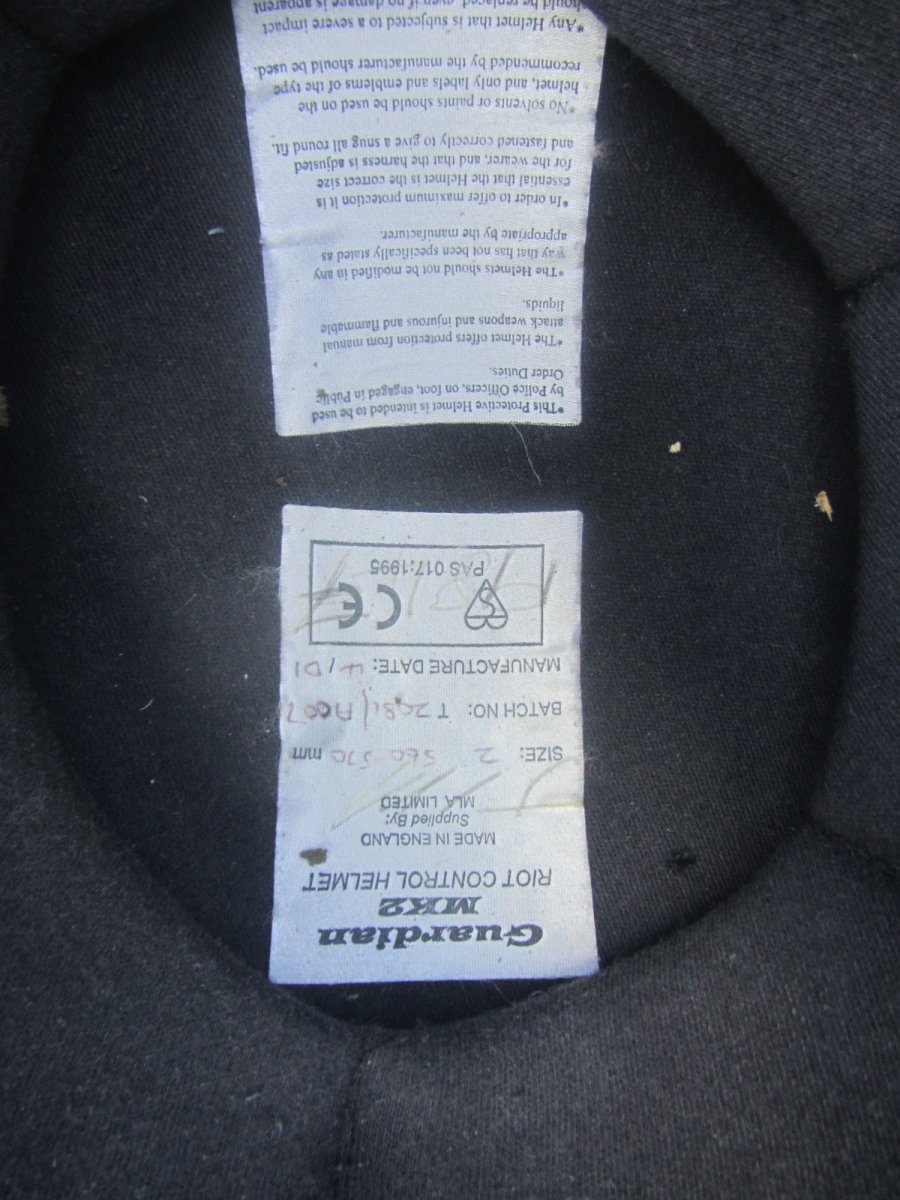 Guardian
MK2
RIOT CONTROL HELMET
MADE IN ENGLAND
Supplied By:
MLA LIMITED
SIZE: 2 560-570 mm
BATCH NO: T
MANUFACTURE DATE: 4 / 01
CE
PAS 017:1995
*This Protective Helmet is intended to be used
by Police Officers, on foot, engaged in Public
Order Duties.
*The Helmet offers protection from manual
attack weapons and injurous and flammable
liquids.
*The Helmets should not be modified in any
way that has not been specifically stated as
appropriate by the manufacturer.
*In order to offer maximum protection it is
essential that the Helmet is the correct size
for the wearer, and that the harness is adjusted
and fastened correctly to give a snug all round fit.
*No solvents or paints should be used on the
helmet, and only labels and emblems of the type
recommended by the manufacturer should be used.
*Any Helmet that is subjected to a severe impact
should be replaced, even if no damage is apparent